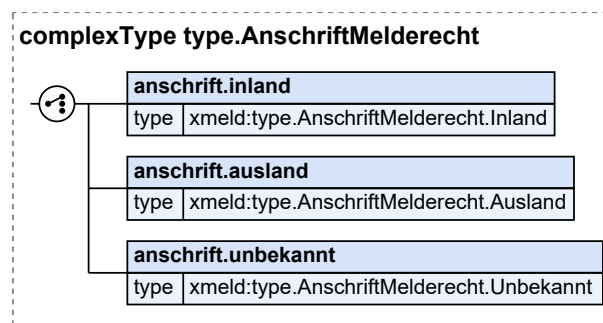 complexType type.AnschriftMelderecht
anschrift.inland
type xmeld:type.AnschriftMelderecht.Inland
anschrift.ausland
type xmeld:type.AnschriftMelderecht.Ausland
anschrift.unbekannt
type xmeld:type.AnschriftMelderecht.Unbekannt